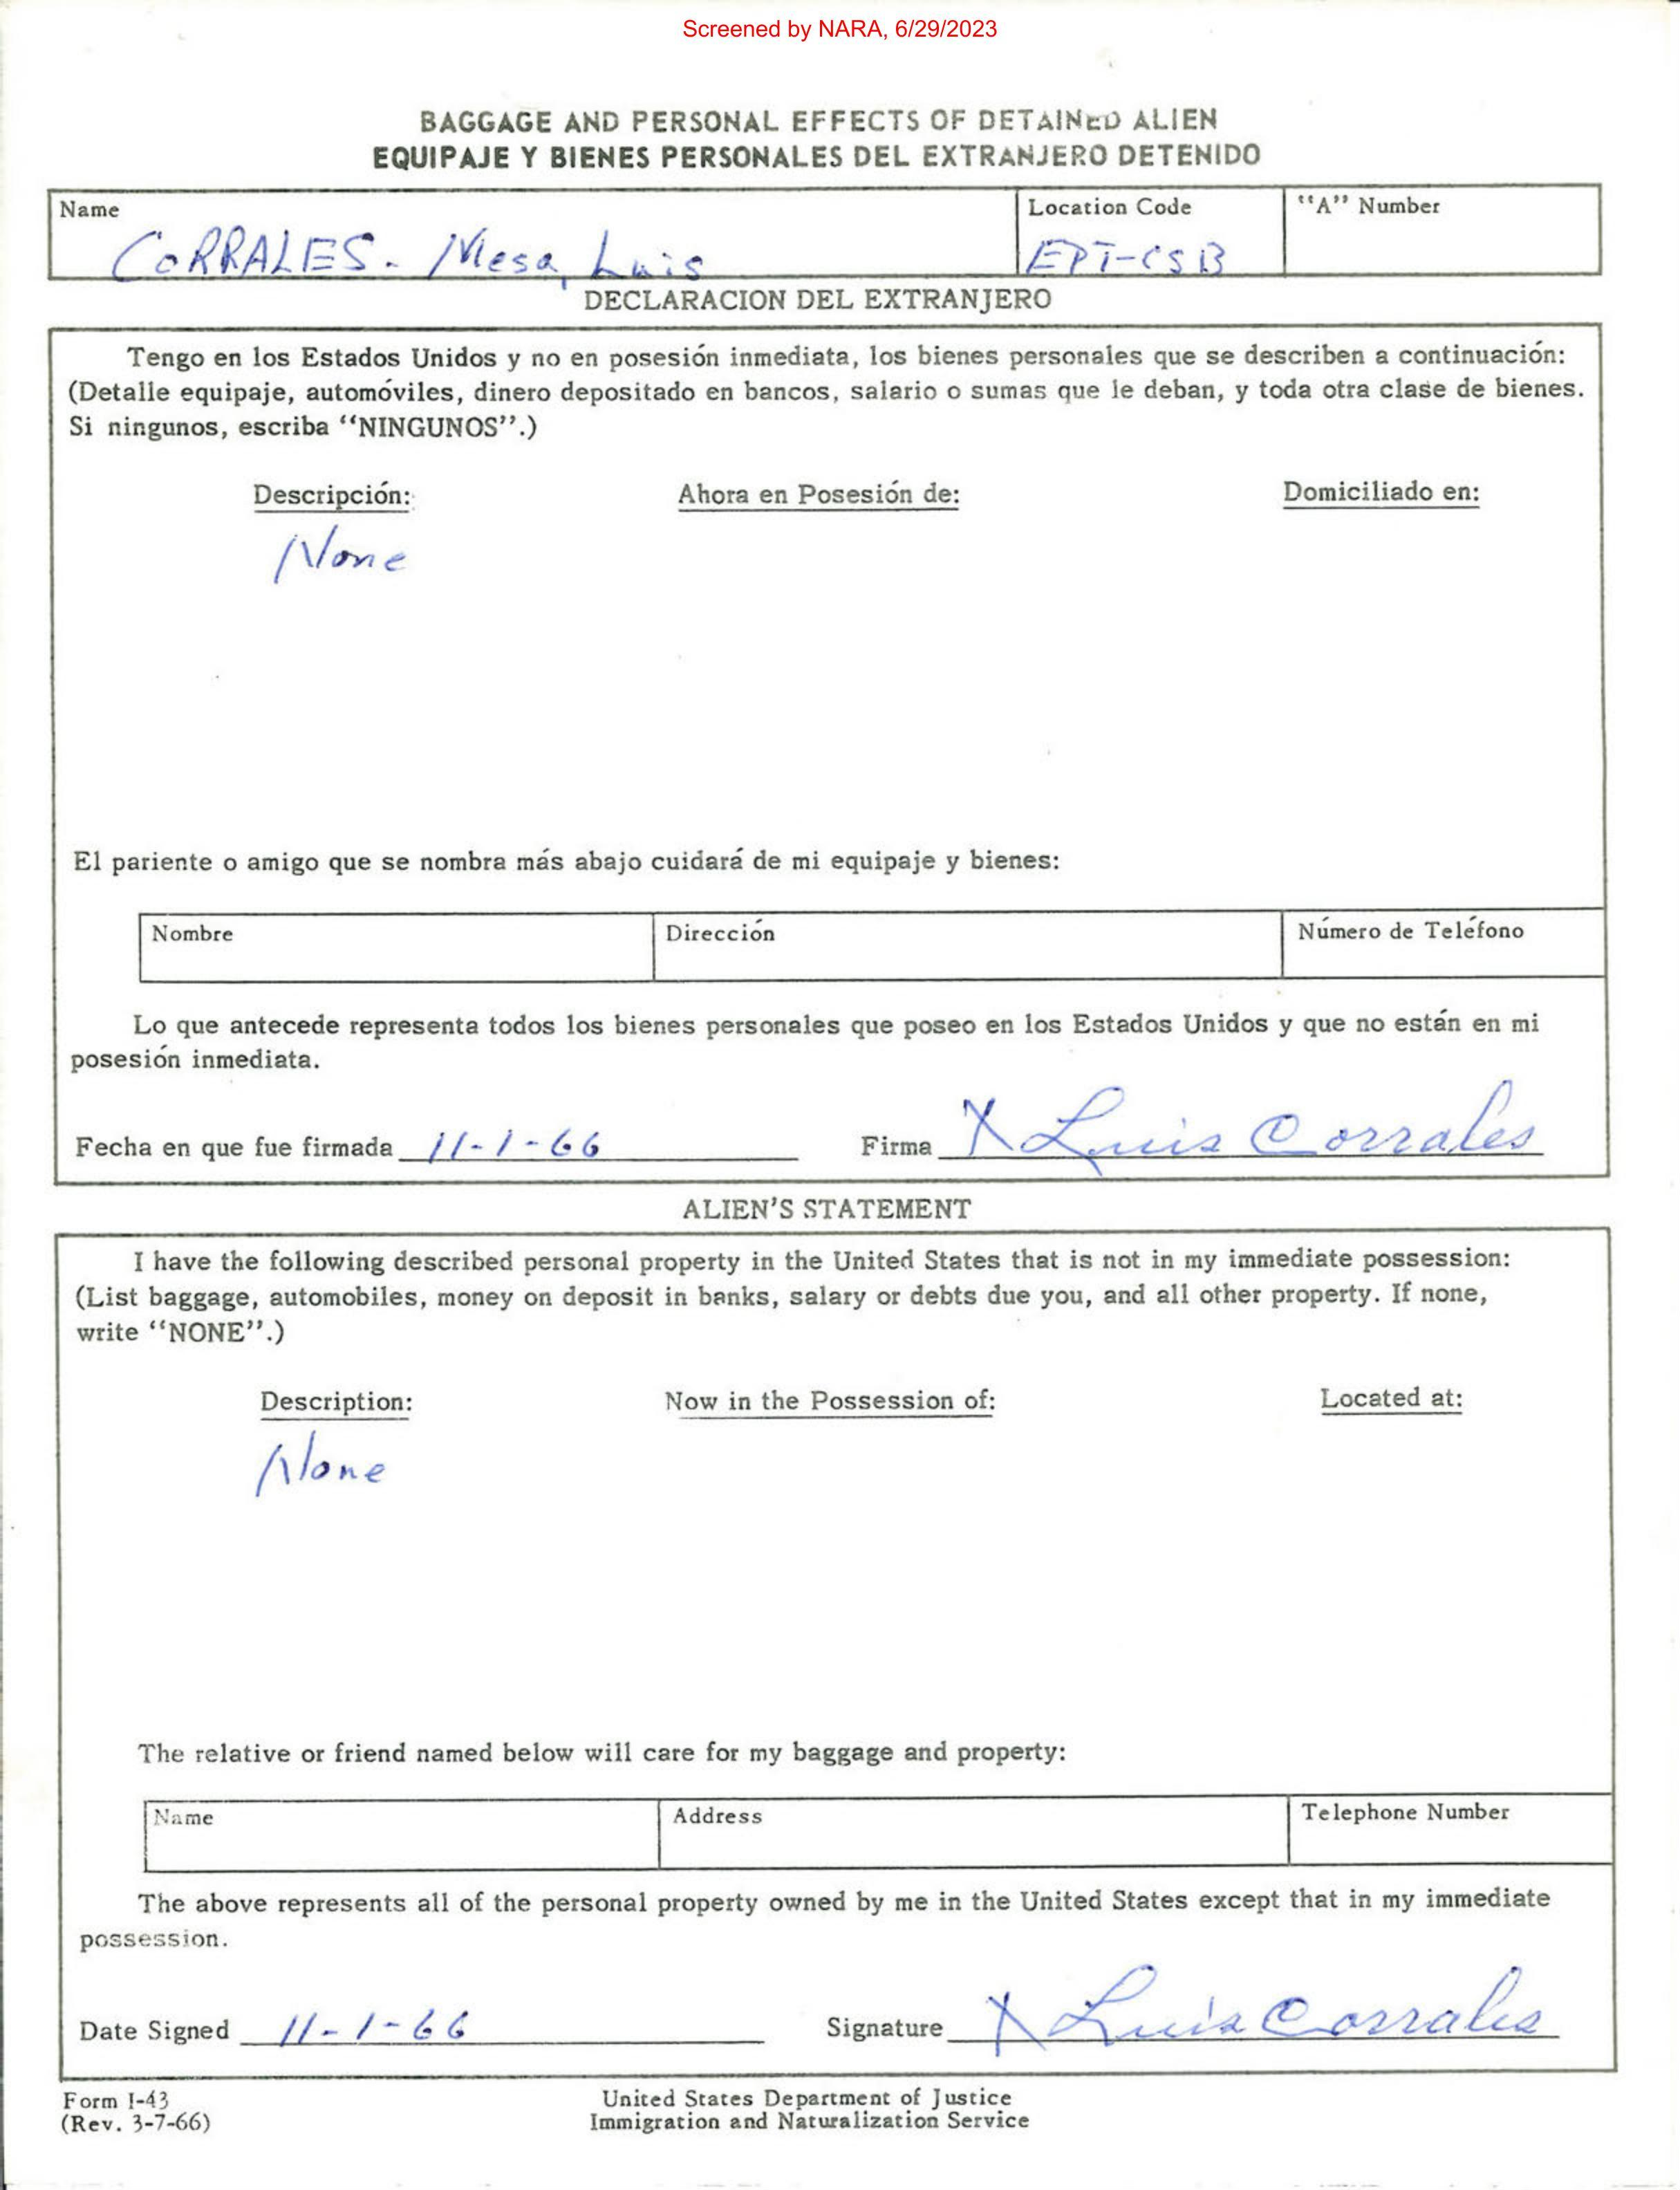 Screened by NARA, 6/29/2023
BAGGAGE AND PERSONAL EFFECTS OF DETAINED ALIEN
EQUIPAJE Y BIENES PERSONALES DEL EXTRANJERO DETENIDO
Name
Location Code
“A” Number
CORRALES - Mesa, Luis
EPT-CSB
DECLARACION DEL EXTRANJERO
Tengo en los Estados Unidos y no en posesión inmediata, los bienes personales que se describen a continuación:
(Detalle equipaje, automóviles, dinero depositado en bancos, salario o sumas que le deban, y toda otra clase de bienes.
Si ningunos, escriba “NINGUNOS”.)
Descripción: Ahora en Posesión de: Domiciliado en:
None
El pariente o amigo que se nombra más abajo cuidará de mi equipaje y bienes:
Nombre
Dirección
Número de Teléfono
Lo que antecede representa todos los bienes personales que poseo en los Estados Unidos y que no están en mi
posesión inmediata.
Fecha en que fue firmada 11-1-66 Firma X Luis Corrales
ALIEN'S STATEMENT
I have the following described personal property in the United States that is not in my immediate possession:
(List baggage, automobiles, money on deposit in banks, salary or debts due you, and all other property. If none,
write “NONE”.)
Description: Now in the Possession of: Located at:
None
The relative or friend named below will care for my baggage and property:
Name
Address
Telephone Number
The above represents all of the personal property owned by me in the United States except that in my immediate
possession.
Date Signed 11-1-66 Signature X Luis Corrales
Form I-43
(Rev. 3-7-66)
United States Department of Justice
Immigration and Naturalization Service